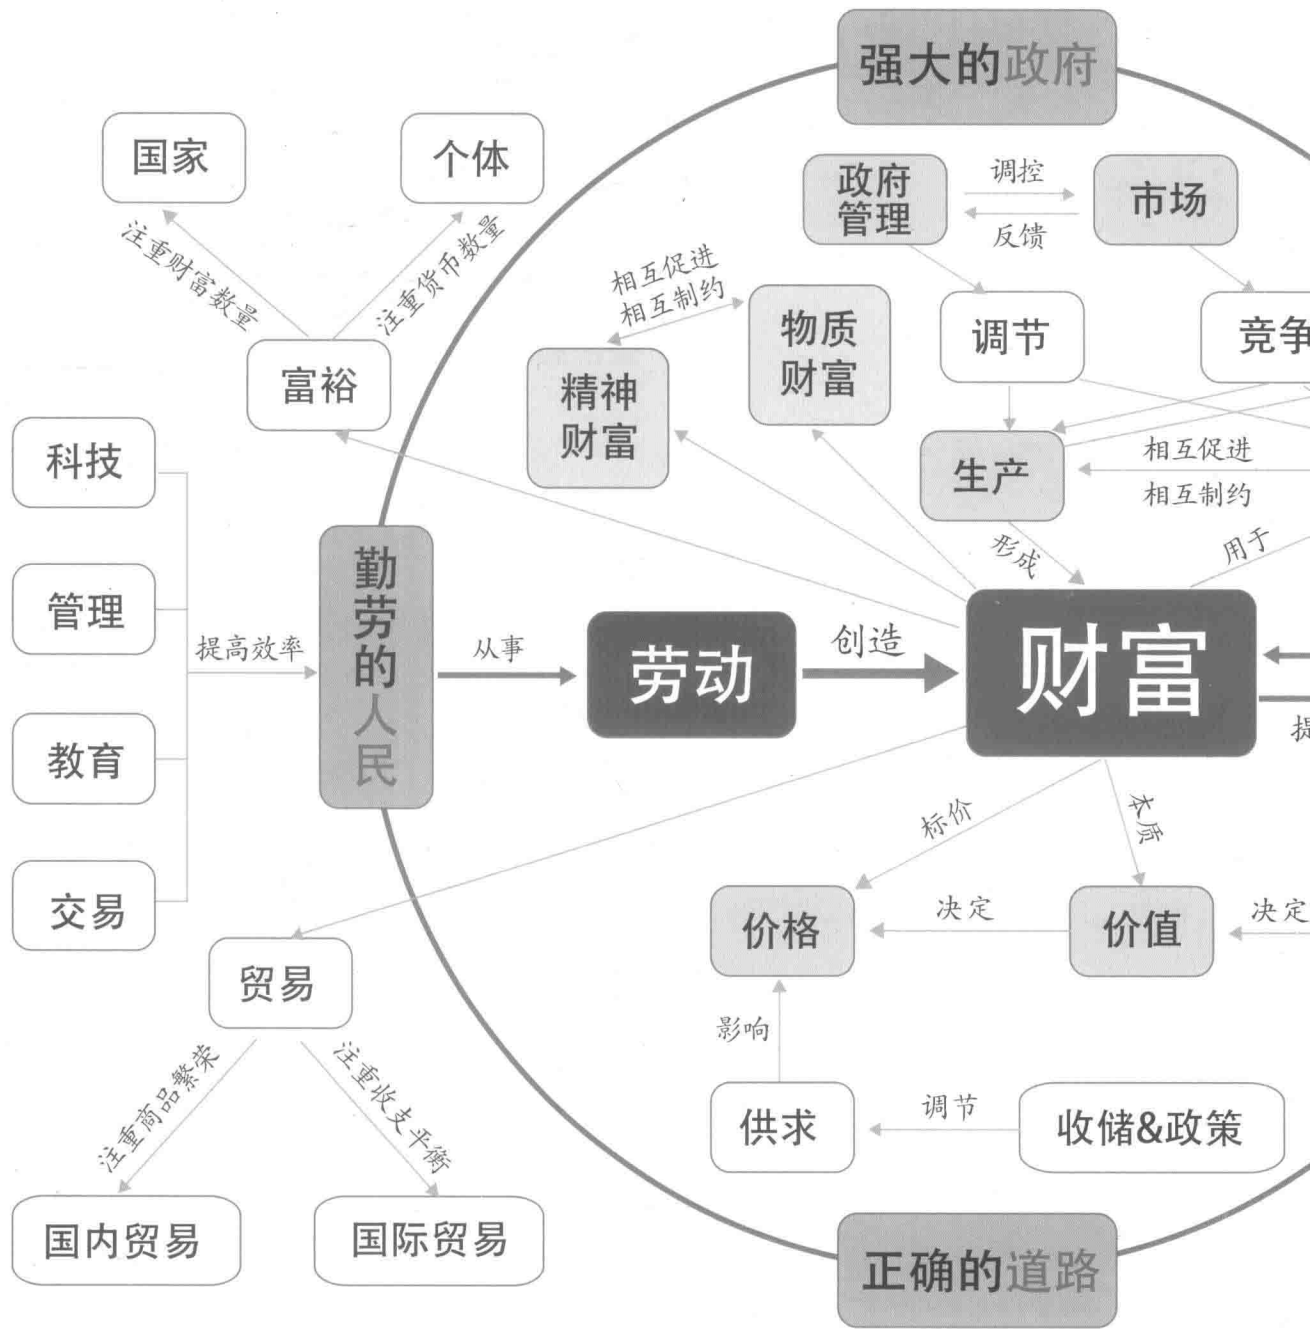 强大的政府
国家
个体
政府
管理
调控
反馈
市场
注重财富数量
注重货币数量
相互促进
相互制约
物质
财富
调节
竞争
富裕
精神
财富
科技
生产
相互促进
相互制约
形成
用于
管理
提高效率
勤劳的人民
从事
劳动
创造
财富
提
教育
标价
本质
交易
价格
决定
价值
决定
贸易
影响
注重商品繁荣
注重收支平衡
供求
调节
收储&政策
国内贸易
国际贸易
正确的道路